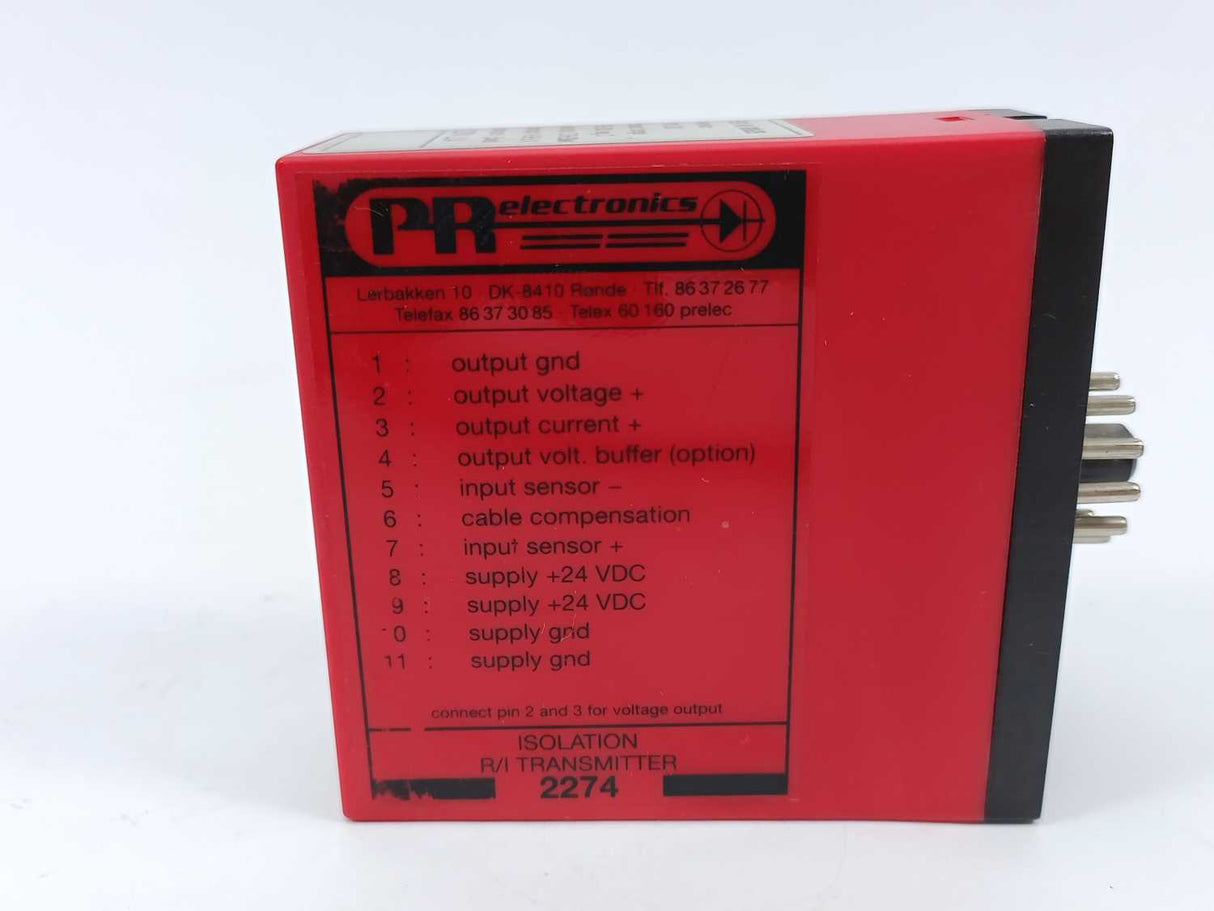 PR electronics
Lerbakken 10 · DK-8410 Rønde · Tlf. 86 37 26 77
Telefax 86 37 30 85 · Telex 60 160 prelec
1 : output gnd
2 : output voltage +
3 : output current +
4 : output volt. buffer (option)
5 : input sensor –
6 : cable compensation
7 : input sensor +
8 : supply +24 VDC
9 : supply +24 VDC
10 : supply gnd
11 : supply gnd
connect pin 2 and 3 for voltage output
ISOLATION
R/I TRANSMITTER
2274